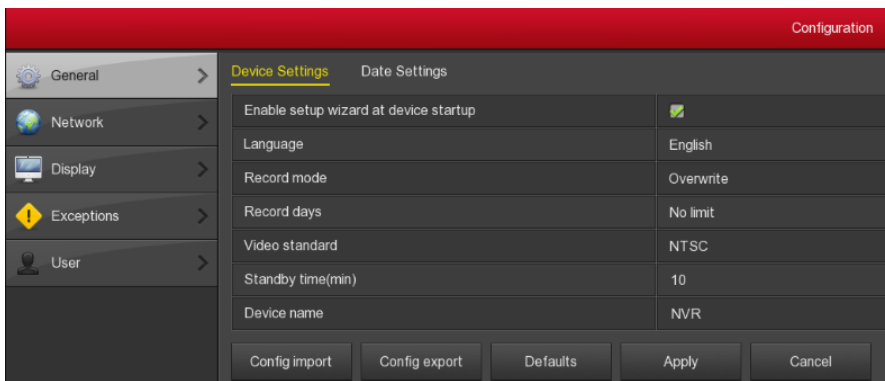 Configuration
General
Network
Display
Exceptions
User
Device Settings Date Settings
Enable setup wizard at device startup
Language English
Record mode Overwrite
Record days No limit
Video standard NTSC
Standby time(min) 10
Device name NVR
Config import Config export Defaults Apply Cancel